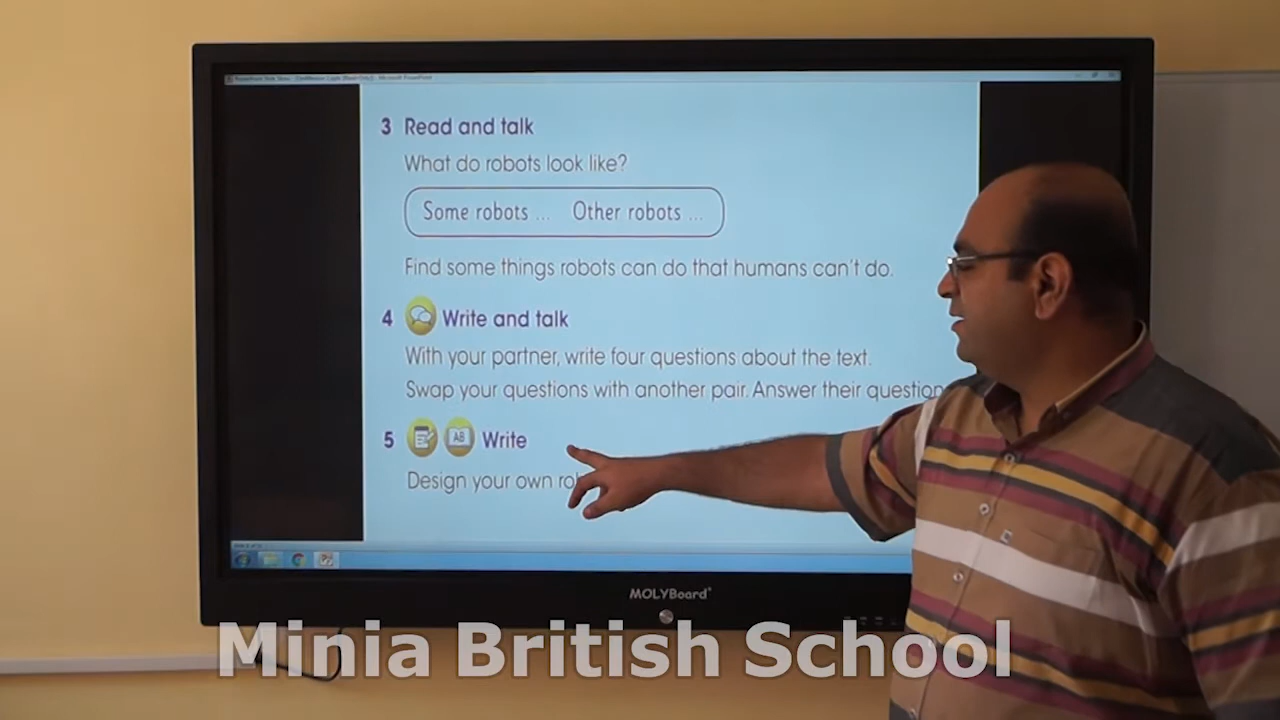 3 Read and talk
What do robots look like?
Some robots ... Other robots ...
Find some things robots can do that humans can't do.
4 Write and talk
With your partner, write four questions about the text.
Swap your questions with another pair. Answer their question
5 AB Write
Design your own
MOLYBoard
Minia British School